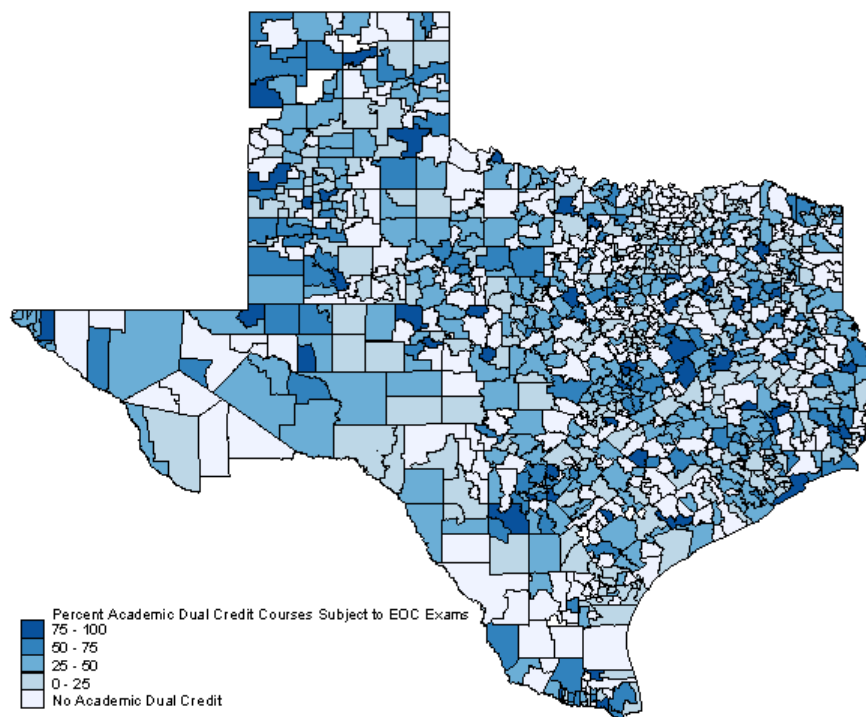 Percent Academic Dual Credit Courses Subject to EOC Exams
75 - 100
50 - 75
25 - 50
0 - 25
No Academic Dual Credit